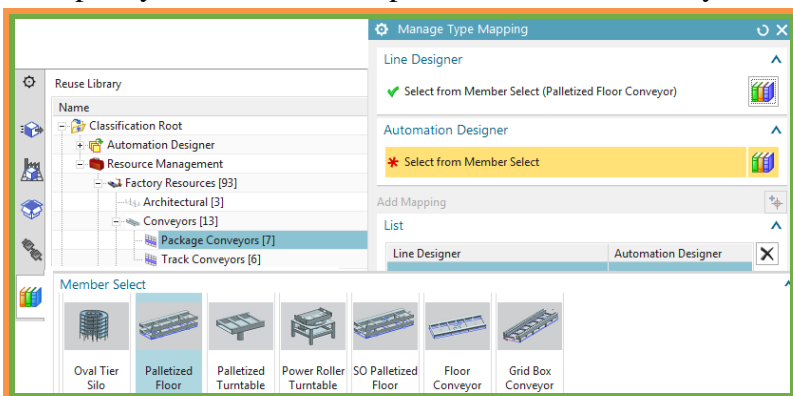 Manage Type Mapping
Line Designer
Select from Member Select (Palletized Floor Conveyor)
Automation Designer
* Select from Member Select
Add Mapping
List
Line Designer Automation Designer
Reuse Library
Name
Classification Root
Automation Designer
Resource Management
Factory Resources [93]
Architectural [3]
Conveyors [13]
Package Conveyors [7]
Track Conveyors [6]
Member Select
Oval Tier Silo
Palletized Floor
Palletized Turntable
Power Roller Turntable
SO Palletized Floor
Floor Conveyor
Grid Box Conveyor